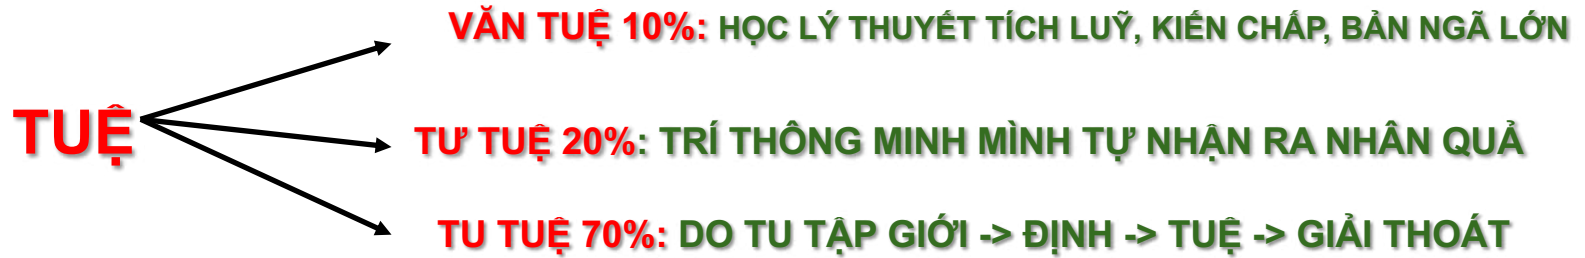 VĂN TUỆ 10%: HỌC LÝ THUYẾT TÍCH LUỸ, KIẾN CHẤP, BẢN NGÃ LỚN
TUỆ
TƯ TUỆ 20%: TRÍ THÔNG MINH MÌNH TỰ NHẬN RA NHÂN QUẢ
TU TUỆ 70%: DO TU TẬP GIỚI -> ĐỊNH -> TUỆ -> GIẢI THOÁT